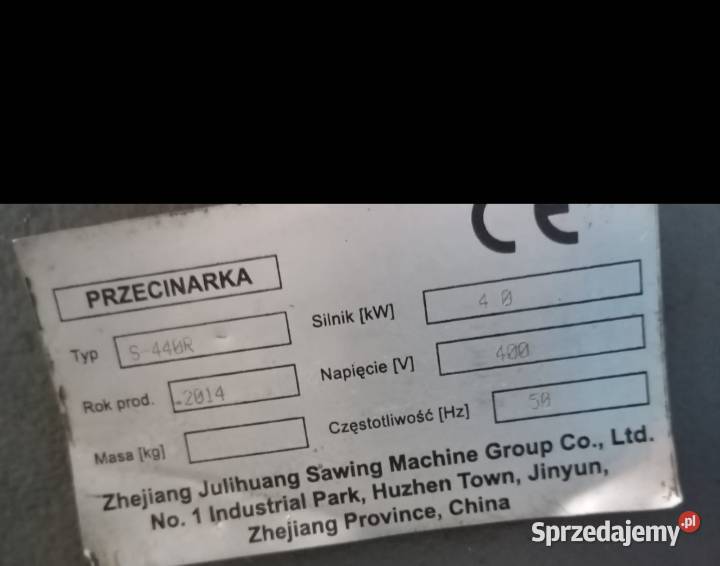 CE
PRZECINARKA
Typ S-440R
Rok prod. .2014
Masa [kg]
Silnik [kW] 4 0
Napięcie [V] 400
Częstotliwość [Hz] 50
Zhejiang Julihuang Sawing Machine Group Co., Ltd.
No. 1 Industrial Park, Huzhen Town, Jinyun,
Zhejiang Province, China
Sprzedajemy.pl